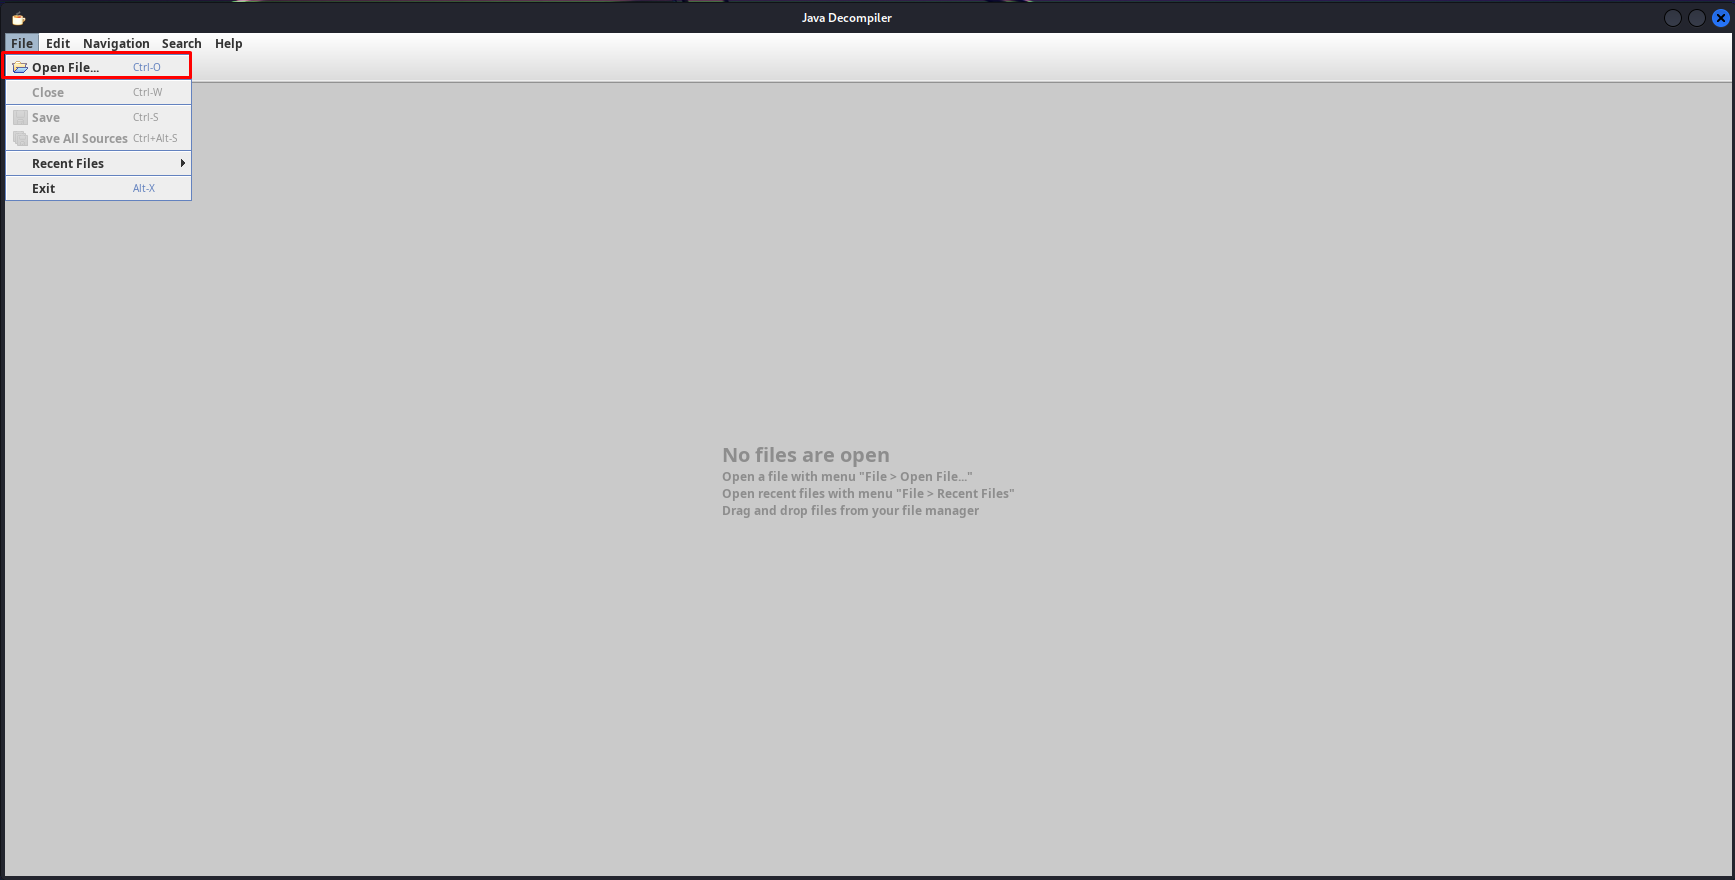 Java Decompiler
File Edit Navigation Search Help
Open File... Ctrl-O
Close Ctrl-W
Save Ctrl-S
Save All Sources Ctrl+Alt-S
Recent Files
Exit Alt-X
No files are open
Open a file with menu "File > Open File..."
Open recent files with menu "File > Recent Files"
Drag and drop files from your file manager